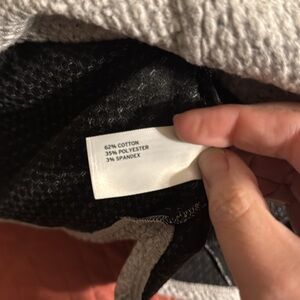 62% COTTON
35% POLYESTER
3% SPANDEX